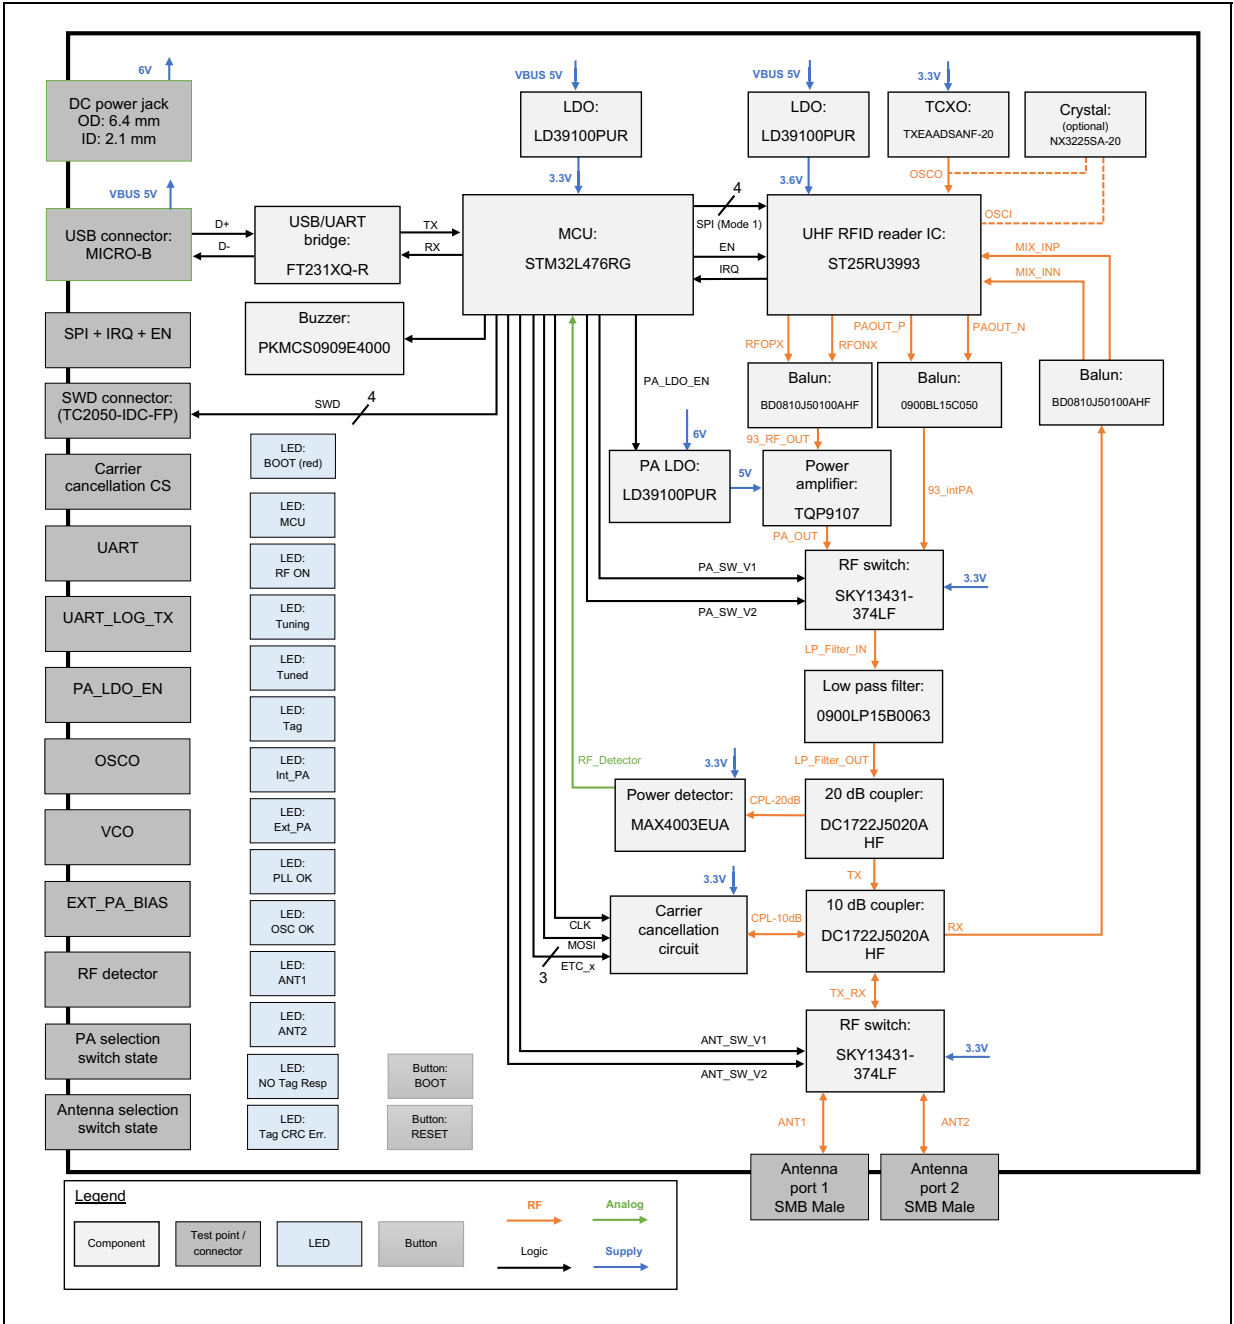 6V
DC power jack
OD: 6.4 mm
ID: 2.1 mm
VBUS 5V
LDO:
LD39100PUR
3.3V
VBUS 5V
LDO:
LD39100PUR
3.6V
3.3V
TCXO:
TXEAADSANF-20
OSCO
Crystal:
(optional)
NX3225SA-20
OSCI
VBUS 5V
USB connector:
MICRO-B
D+
D-
USB/UART
bridge:
FT231XQ-R
TX
RX
MCU:
STM32L476RG
4
SPI (Mode 1)
EN
IRQ
UHF RFID reader IC:
ST25RU3993
MIX_INP
MIX_INN
Buzzer:
PKMCS0909E4000
RFOPX
RFONX
PAOUT_P
PAOUT_N
SPI + IRQ + EN
SWD connector:
(TC2050-IDC-FP)
SWD
4
PA_LDO_EN
Balun:
BD0810J50100AHF
Balun:
0900BL15C050
Balun:
BD0810J50100AHF
93_RF_OUT
6V
PA LDO:
LD39100PUR
5V
Power
amplifier:
TQP9107
93_intPA
PA_OUT
Carrier
cancellation CS
UART
UART_LOG_TX
PA_LDO_EN
OSCO
VCO
EXT_PA_BIAS
RF detector
PA selection
switch state
Antenna selection
switch state
LED:
BOOT (red)
LED:
MCU
LED:
RF ON
LED:
Tuning
LED:
Tuned
LED:
Tag
LED:
Int_PA
LED:
Ext_PA
LED:
PLL OK
LED:
OSC OK
LED:
ANT1
LED:
ANT2
LED:
NO Tag Resp
LED:
Tag CRC Err.
Button:
BOOT
Button:
RESET
PA_SW_V1
PA_SW_V2
RF switch:
SKY13431-
374LF
3.3V
LP_Filter_IN
Low pass filter:
0900LP15B0063
LP_Filter_OUT
RF_Detector
3.3V
Power detector:
MAX4003EUA
CPL-20dB
20 dB coupler:
DC1722J5020A
HF
TX
3.3V
CLK
MOSI
ETC_x
3
Carrier
cancellation
circuit
CPL-10dB
10 dB coupler:
DC1722J5020A
HF
RX
TX_RX
ANT_SW_V1
ANT_SW_V2
RF switch:
SKY13431-
374LF
3.3V
ANT1
ANT2
Antenna
port 1
SMB Male
Antenna
port 2
SMB Male
Legend
Component
Test point /
connector
LED
Button
RF
Analog
Logic
Supply